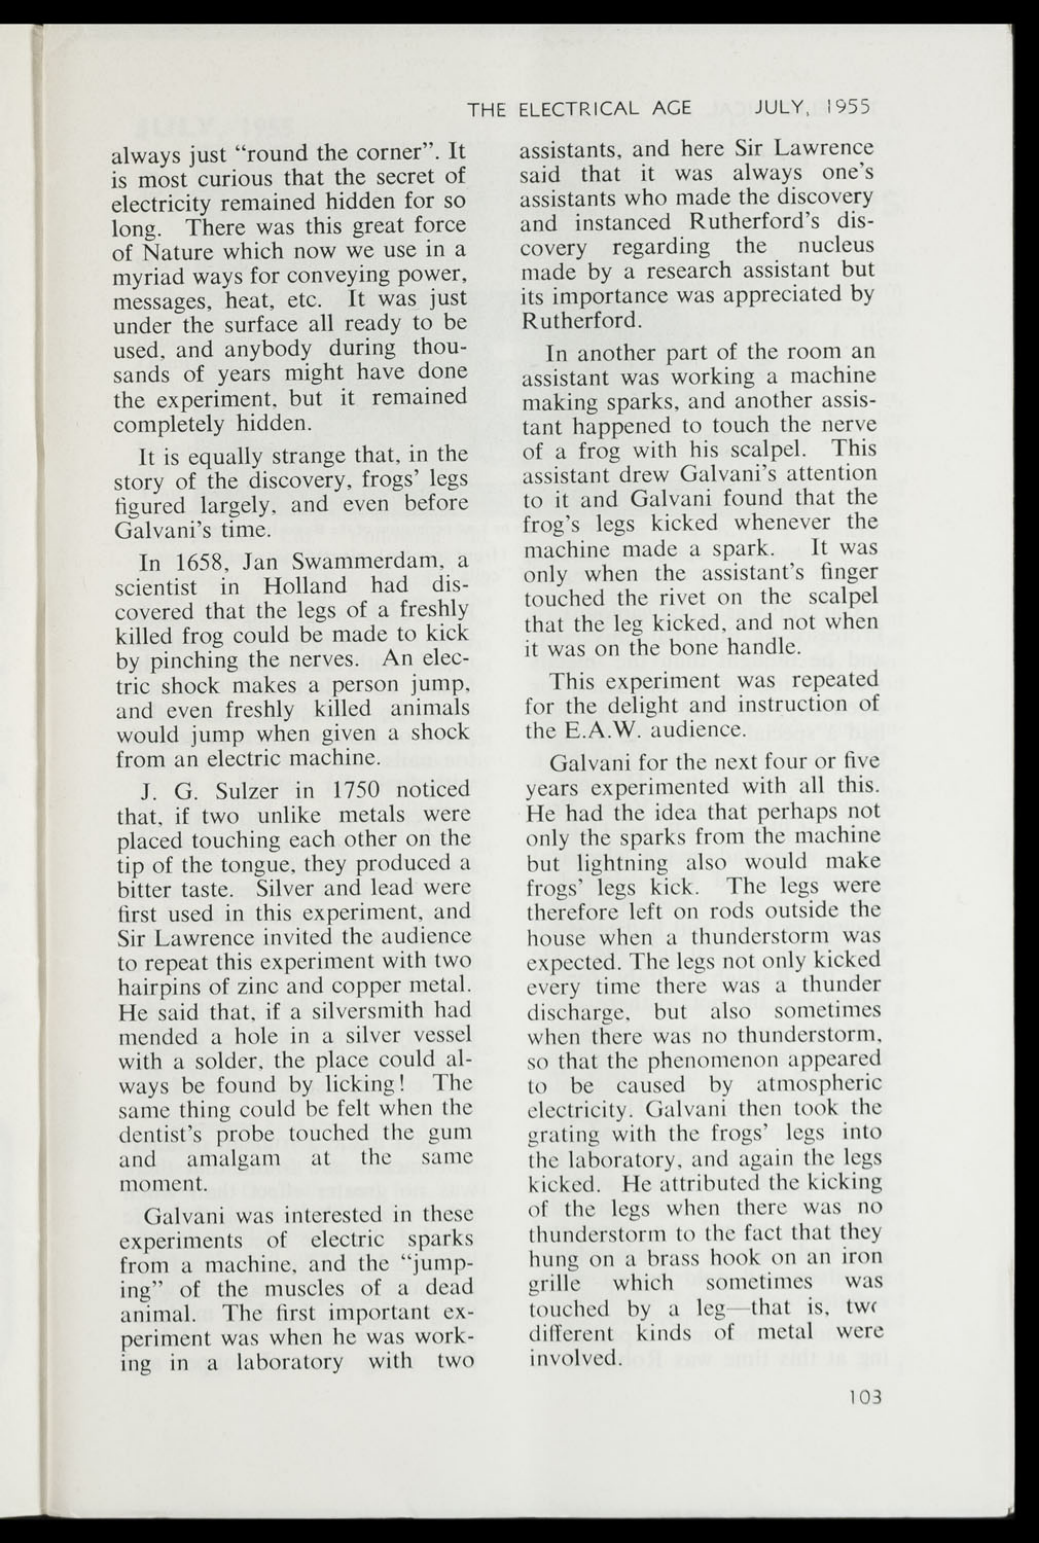 THE ELECTRICAL AGE JULY, 1955
always just “round the corner”. It
is most curious that the secret of
electricity remained hidden for so
long. There was this great force
of Nature which now we use in a
myriad ways for conveying power,
messages, heat, etc. It was just
under the surface all ready to be
used, and anybody during thou-
sands of years might have done
the experiment, but it remained
completely hidden.
It is equally strange that, in the
story of the discovery, frogs’ legs
figured largely, and even before
Galvani’s time.
In 1658, Jan Swammerdam, a
scientist in Holland had dis-
covered that the legs of a freshly
killed frog could be made to kick
by pinching the nerves. An elec-
tric shock makes a person jump,
and even freshly killed animals
would jump when given a shock
from an electric machine.
J. G. Sulzer in 1750 noticed
that, if two unlike metals were
placed touching each other on the
tip of the tongue, they produced a
bitter taste. Silver and lead were
first used in this experiment, and
Sir Lawrence invited the audience
to repeat this experiment with two
hairpins of zinc and copper metal.
He said that, if a silversmith had
mended a hole in a silver vessel
with a solder, the place could al-
ways be found by licking! The
same thing could be felt when the
dentist’s probe touched the gum
and amalgam at the same
moment.
Galvani was interested in these
experiments of electric sparks
from a machine, and the “jump-
ing” of the muscles of a dead
animal. The first important ex-
periment was when he was work-
ing in a laboratory with two
assistants, and here Sir Lawrence
said that it was always one’s
assistants who made the discovery
and instanced Rutherford’s dis-
covery regarding the nucleus
made by a research assistant but
its importance was appreciated by
Rutherford.
In another part of the room an
assistant was working a machine
making sparks, and another assis-
tant happened to touch the nerve
of a frog with his scalpel. This
assistant drew Galvani’s attention
to it and Galvani found that the
frog’s legs kicked whenever the
machine made a spark. It was
only when the assistant’s finger
touched the rivet on the scalpel
that the leg kicked, and not when
it was on the bone handle.
This experiment was repeated
for the delight and instruction of
the E.A.W. audience.
Galvani for the next four or five
years experimented with all this.
He had the idea that perhaps not
only the sparks from the machine
but lightning also would make
frogs’ legs kick. The legs were
therefore left on rods outside the
house when a thunderstorm was
expected. The legs not only kicked
every time there was a thunder
discharge, but also sometimes
when there was no thunderstorm,
so that the phenomenon appeared
to be caused by atmospheric
electricity. Galvani then took the
grating with the frogs’ legs into
the laboratory, and again the legs
kicked. He attributed the kicking
of the legs when there was no
thunderstorm to the fact that they
hung on a brass hook on an iron
grille which sometimes was
touched by a leg—that is, two
different kinds of metal were
involved.
103